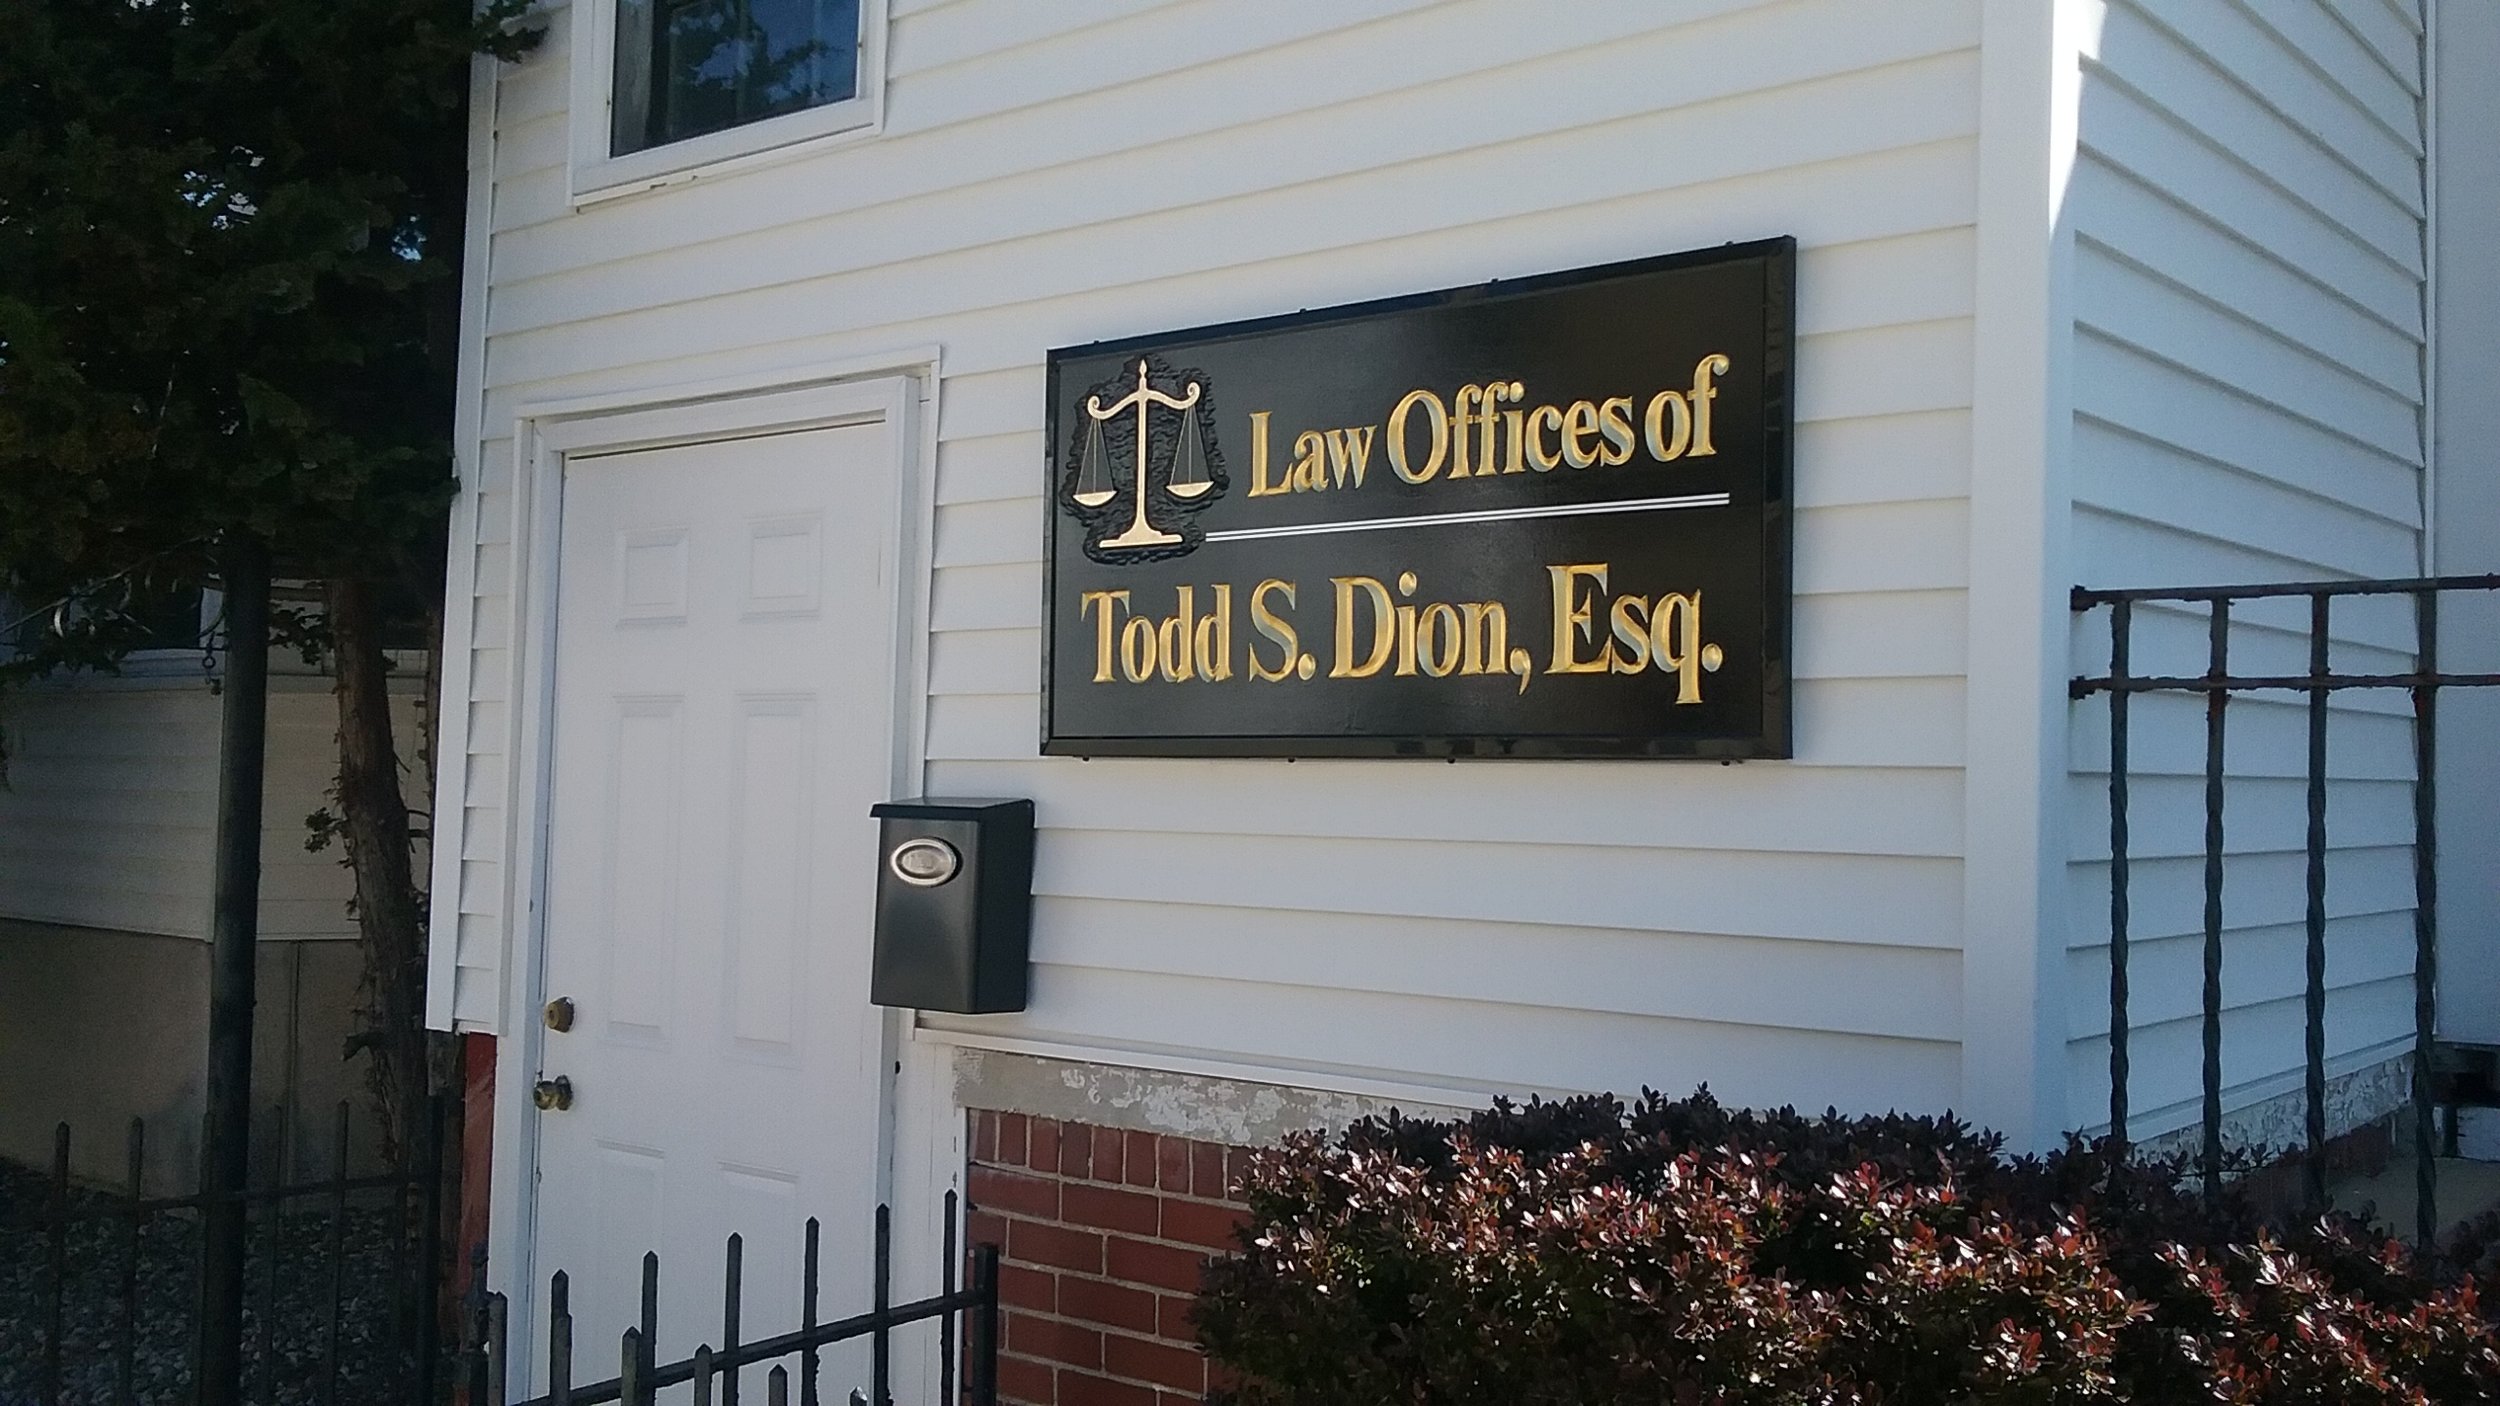 Law Offices of
Todd S. Dion, Esq.